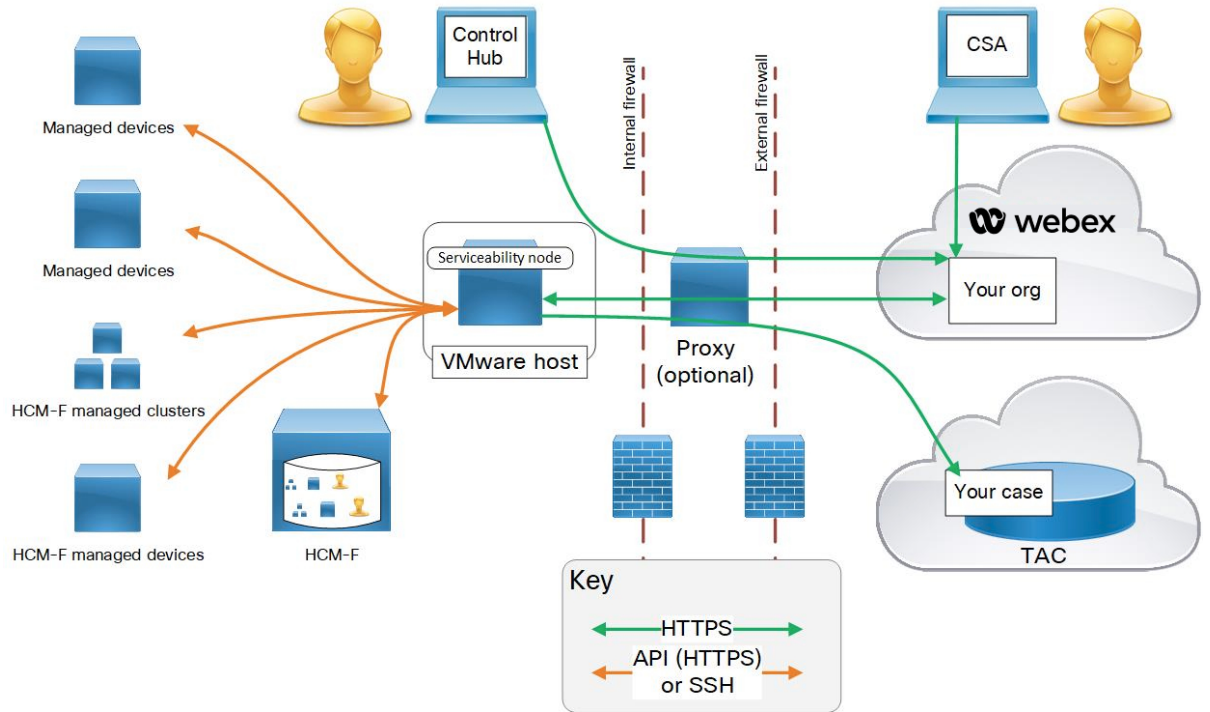 Control
Hub
CSA
Internal firewall
External firewall
Managed devices
Managed devices
Serviceability node
VMware host
Proxy
(optional)
webex
Your org
HCM-F managed clusters
HCM-F managed devices
HCM-F
Your case
TAC
Key
HTTPS
API (HTTPS)
or SSH